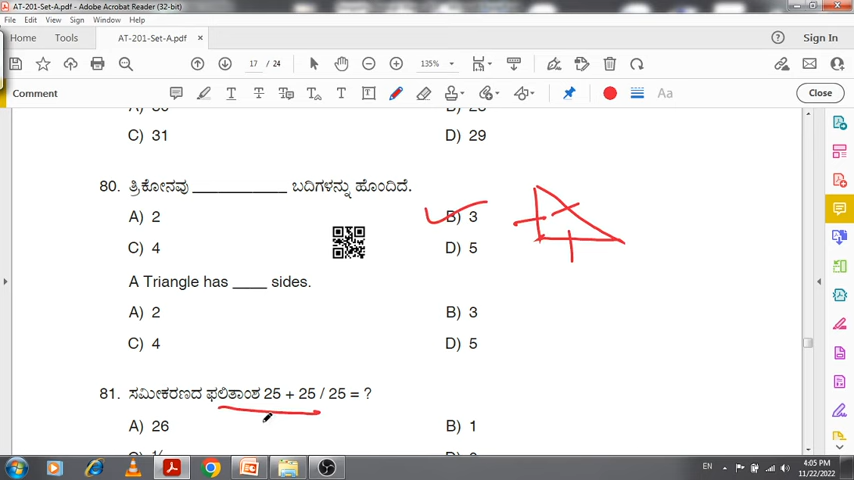 AT-201-Set-A.pdf - Adobe Acrobat Reader (32-bit)
File Edit View Sign Window Help
Home Tools AT-201-Set-A.pdf × Sign In
17 / 24 135%
Comment Aa Close
C) 31 D) 29
80. ತ್ರಿಕೋನವು ____________ ಬದಿಗಳನ್ನು ಹೊಂದಿದೆ.
A) 2 B) 3
C) 4 D) 5
A Triangle has ____ sides.
A) 2 B) 3
C) 4 D) 5
81. ಸಮೀಕರಣದ ಫಲಿತಾಂಶ 25 + 25 / 25 = ?
A) 26 B) 1
EN 4:05 PM
11/22/2022